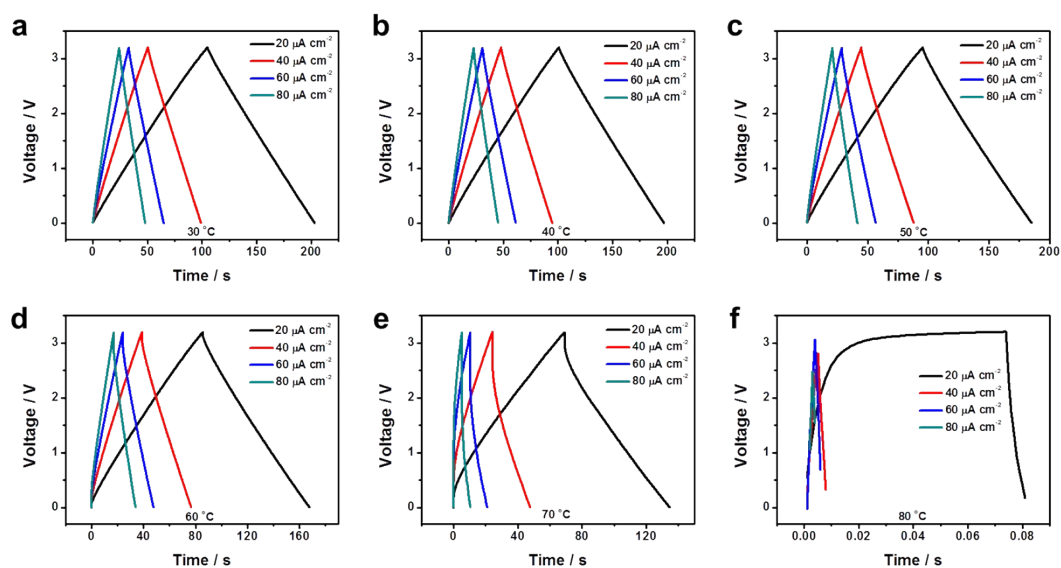 a
3
2
1
0
Voltage / V
20 μA cm⁻²
40 μA cm⁻²
60 μA cm⁻²
80 μA cm⁻²
30 °C
0 50 100 150 200
Time / s
b
3
2
1
0
Voltage / V
20 μA cm⁻²
40 μA cm⁻²
60 μA cm⁻²
80 μA cm⁻²
40 °C
0 50 100 150 200
Time / s
c
3
2
1
0
Voltage / V
20 μA cm⁻²
40 μA cm⁻²
60 μA cm⁻²
80 μA cm⁻²
50 °C
0 50 100 150 200
Time / s
d
3
2
1
0
Voltage / V
20 μA cm⁻²
40 μA cm⁻²
60 μA cm⁻²
80 μA cm⁻²
60 °C
0 40 80 120 160
Time / s
e
3
2
1
0
Voltage / V
20 μA cm⁻²
40 μA cm⁻²
60 μA cm⁻²
80 μA cm⁻²
70 °C
0 40 80 120
Time / s
f
3
2
1
0
Voltage / V
20 μA cm⁻²
40 μA cm⁻²
60 μA cm⁻²
80 μA cm⁻²
80 °C
0.00 0.02 0.04 0.06 0.08
Time / s